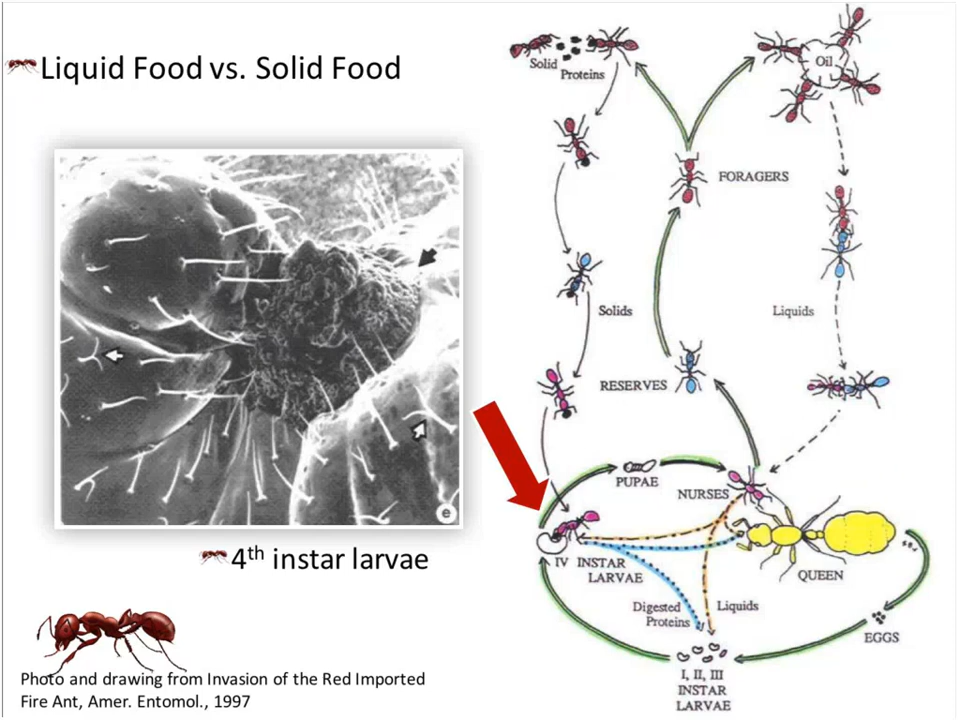 Liquid Food vs. Solid Food
e
4th instar larvae
Photo and drawing from Invasion of the Red Imported
Fire Ant, Amer. Entomol., 1997
Solid
Proteins
Oil
FORAGERS
Solids
Liquids
RESERVES
PUPAE
NURSES
IV INSTAR
LARVAE
QUEEN
Digested
Proteins
Liquids
EGGS
I, II, III
INSTAR
LARVAE